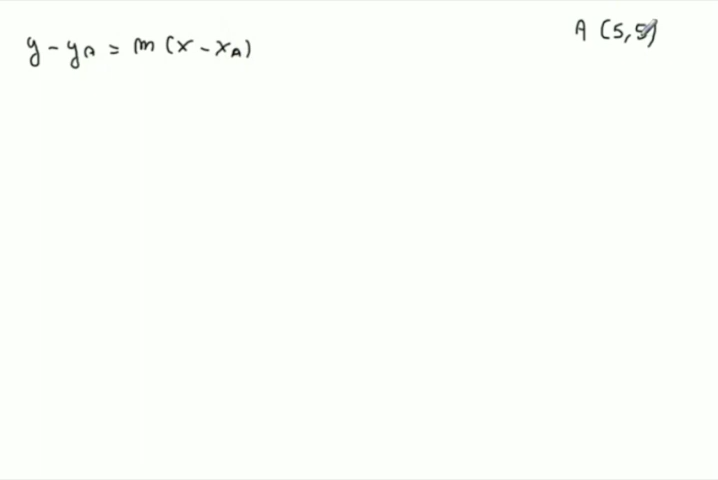 y - yA = m (x - xA)
A (5,5)